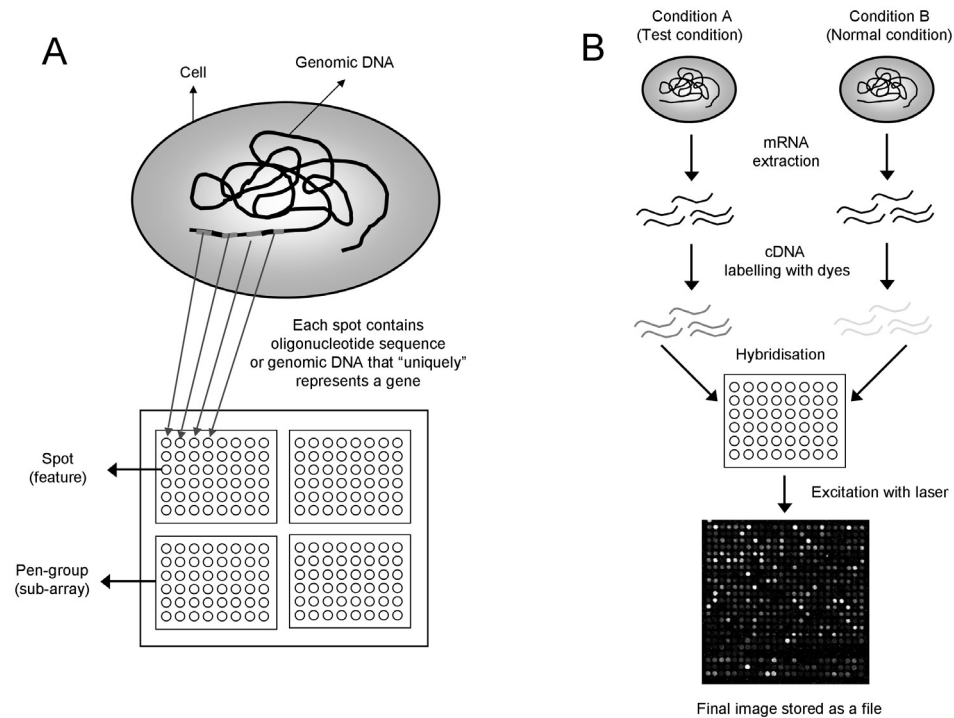 A
Cell
Genomic DNA
Each spot contains
oligonucleotide sequence
or genomic DNA that “uniquely”
represents a gene
Spot
(feature)
Pen-group
(sub-array)
B
Condition A
(Test condition)
Condition B
(Normal condition)
mRNA
extraction
cDNA
labelling with dyes
Hybridisation
Excitation with laser
Final image stored as a file